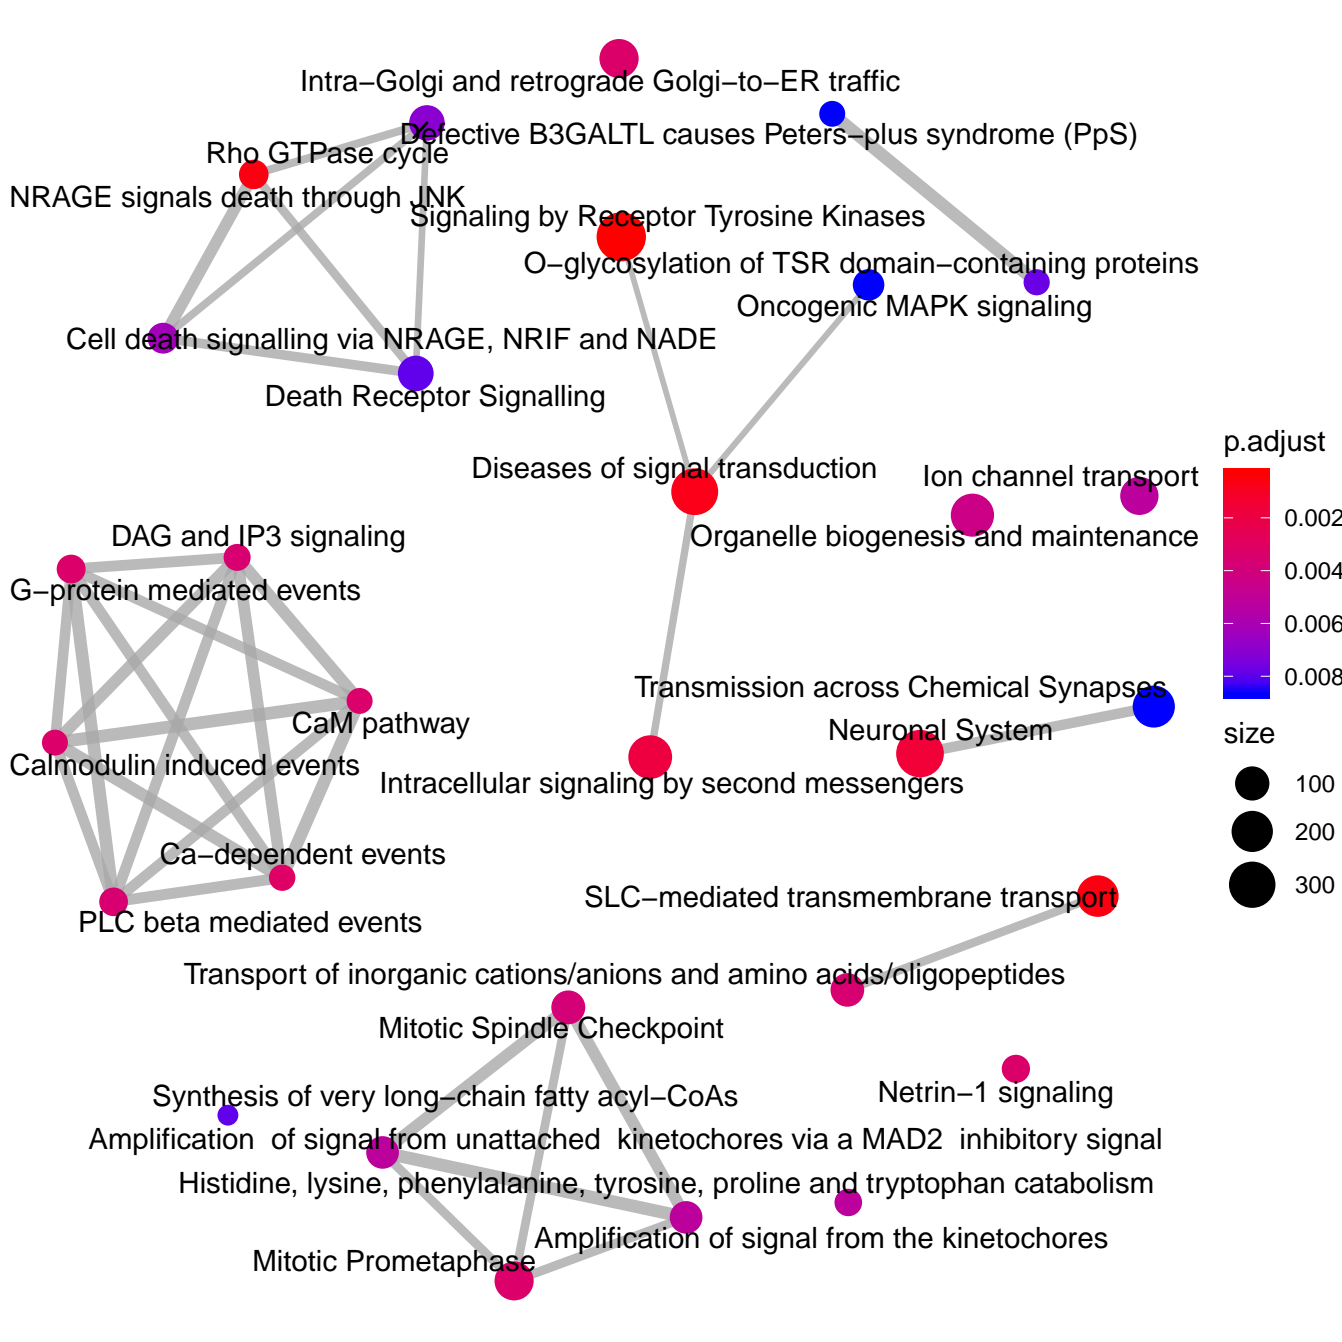 Intra−Golgi and retrograde Golgi−to−ER traffic
Defective B3GALTL causes Peters−plus syndrome (PpS)
Rho GTPase cycle
NRAGE signals death through JNK
Signaling by Receptor Tyrosine Kinases
O−glycosylation of TSR domain−containing proteins
Oncogenic MAPK signaling
Cell death signalling via NRAGE, NRIF and NADE
Death Receptor Signalling
Diseases of signal transduction
Ion channel transport
Organelle biogenesis and maintenance
DAG and IP3 signaling
G−protein mediated events
CaM pathway
Calmodulin induced events
Transmission across Chemical Synapses
Neuronal System
Intracellular signaling by second messengers
Ca−dependent events
PLC beta mediated events
SLC−mediated transmembrane transport
Transport of inorganic cations/anions and amino acids/oligopeptides
Mitotic Spindle Checkpoint
Netrin−1 signaling
Synthesis of very long−chain fatty acyl−CoAs
Amplification  of signal from unattached  kinetochores via a MAD2  inhibitory signal
Histidine, lysine, phenylalanine, tyrosine, proline and tryptophan catabolism
Amplification of signal from the kinetochores
Mitotic Prometaphase
p.adjust
0.002
0.004
0.006
0.008
size
100
200
300